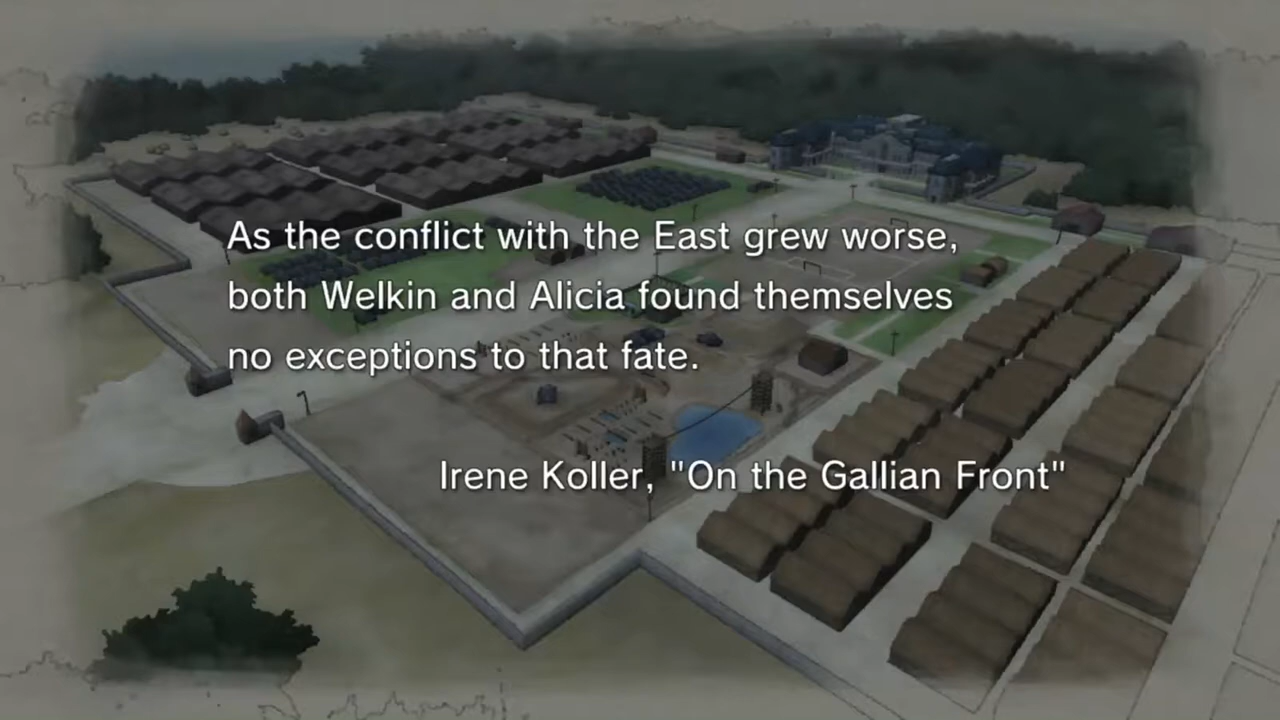 As the conflict with the East grew worse,
both Welkin and Alicia found themselves
no exceptions to that fate.
Irene Koller, "On the Gallian Front"